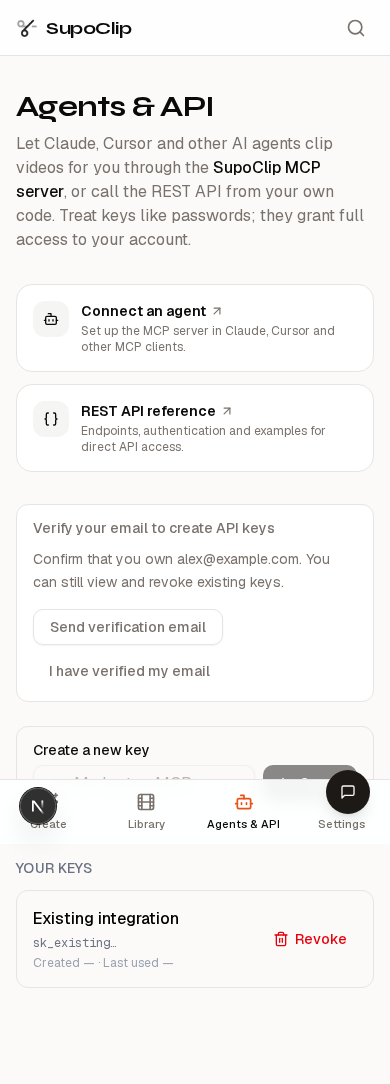 SupoClip
Agents & API
Let Claude, Cursor and other AI agents clip
videos for you through the SupoClip MCP
server, or call the REST API from your own
code. Treat keys like passwords; they grant full
access to your account.
Connect an agent
Set up the MCP server in Claude, Cursor and
other MCP clients.
REST API reference
Endpoints, authentication and examples for
direct API access.
Verify your email to create API keys
Confirm that you own alex@example.com. You
can still view and revoke existing keys.
Send verification email
I have verified my email
Create a new key
N
Create
Library
Agents & API
Settings
YOUR KEYS
Existing integration
sk_existing…
Created — · Last used —
Revoke